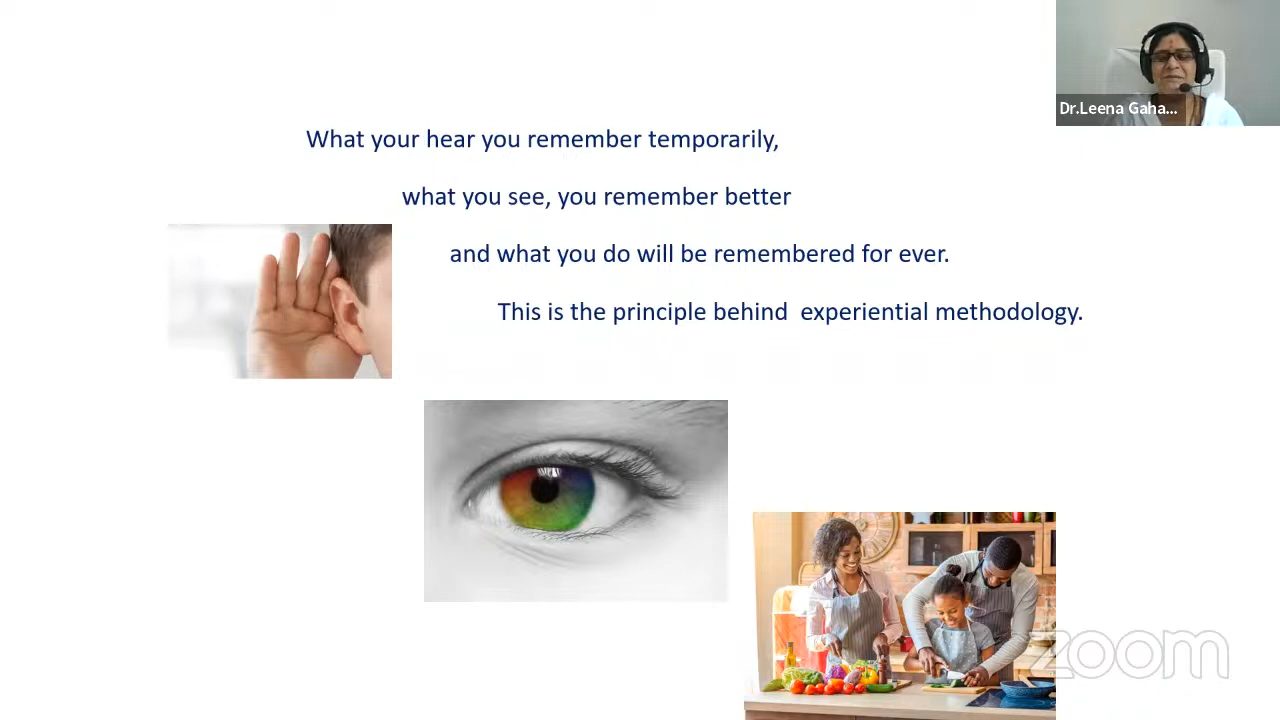 Dr.Leena Gaha...
What your hear you remember temporarily,
what you see, you remember better
and what you do will be remembered for ever.
This is the principle behind  experiential methodology.
zoom